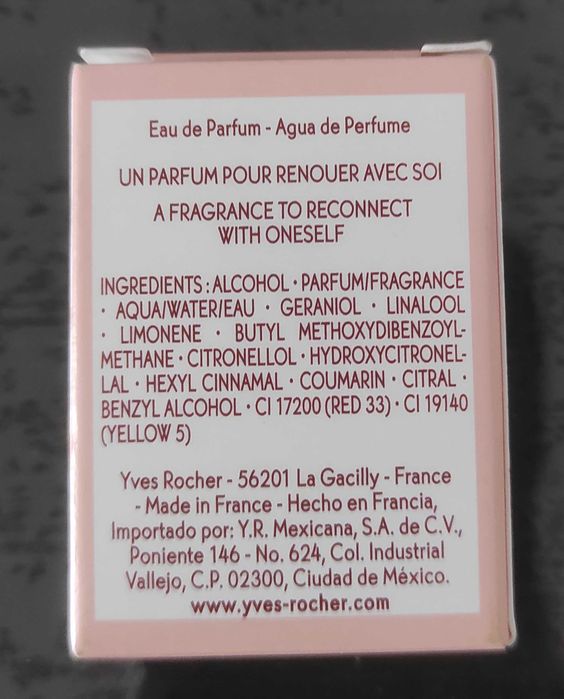 Eau de Parfum - Agua de Perfume
UN PARFUM POUR RENOUER AVEC SOI
A FRAGRANCE TO RECONNECT
WITH ONESELF
INGREDIENTS : ALCOHOL • PARFUM/FRAGRANCE
• AQUA/WATER/EAU • GERANIOL • LINALOOL
• LIMONENE • BUTYL METHOXYDIBENZOYL-
METHANE • CITRONELLOL • HYDROXYCITRONEL-
LAL • HEXYL CINNAMAL • COUMARIN • CITRAL •
BENZYL ALCOHOL • CI 17200 (RED 33) • CI 19140
(YELLOW 5)
Yves Rocher - 56201 La Gacilly - France
- Made in France - Hecho en Francia,
Importado por: Y.R. Mexicana, S.A. de C.V.,
Poniente 146 - No. 624, Col. Industrial
Vallejo, C.P. 02300, Ciudad de México.
www.yves-rocher.com